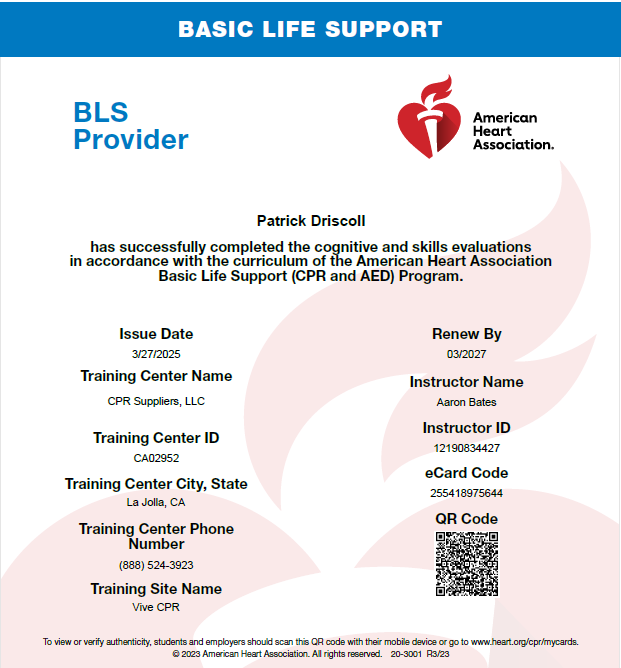 BASIC LIFE SUPPORT
BLS
Provider
American
Heart
Association.
Patrick Driscoll
has successfully completed the cognitive and skills evaluations
in accordance with the curriculum of the American Heart Association
Basic Life Support (CPR and AED) Program.
Issue Date
3/27/2025
Training Center Name
CPR Suppliers, LLC
Training Center ID
CA02952
Training Center City, State
La Jolla, CA
Training Center Phone
Number
(888) 524-3923
Training Site Name
Vive CPR
Renew By
03/2027
Instructor Name
Aaron Bates
Instructor ID
12190834427
eCard Code
255418975644
QR Code
To view or verify authenticity, students and employers should scan this QR code with their mobile device or go to www.heart.org/cpr/mycards.
© 2023 American Heart Association. All rights reserved. 20-3001 R3/23